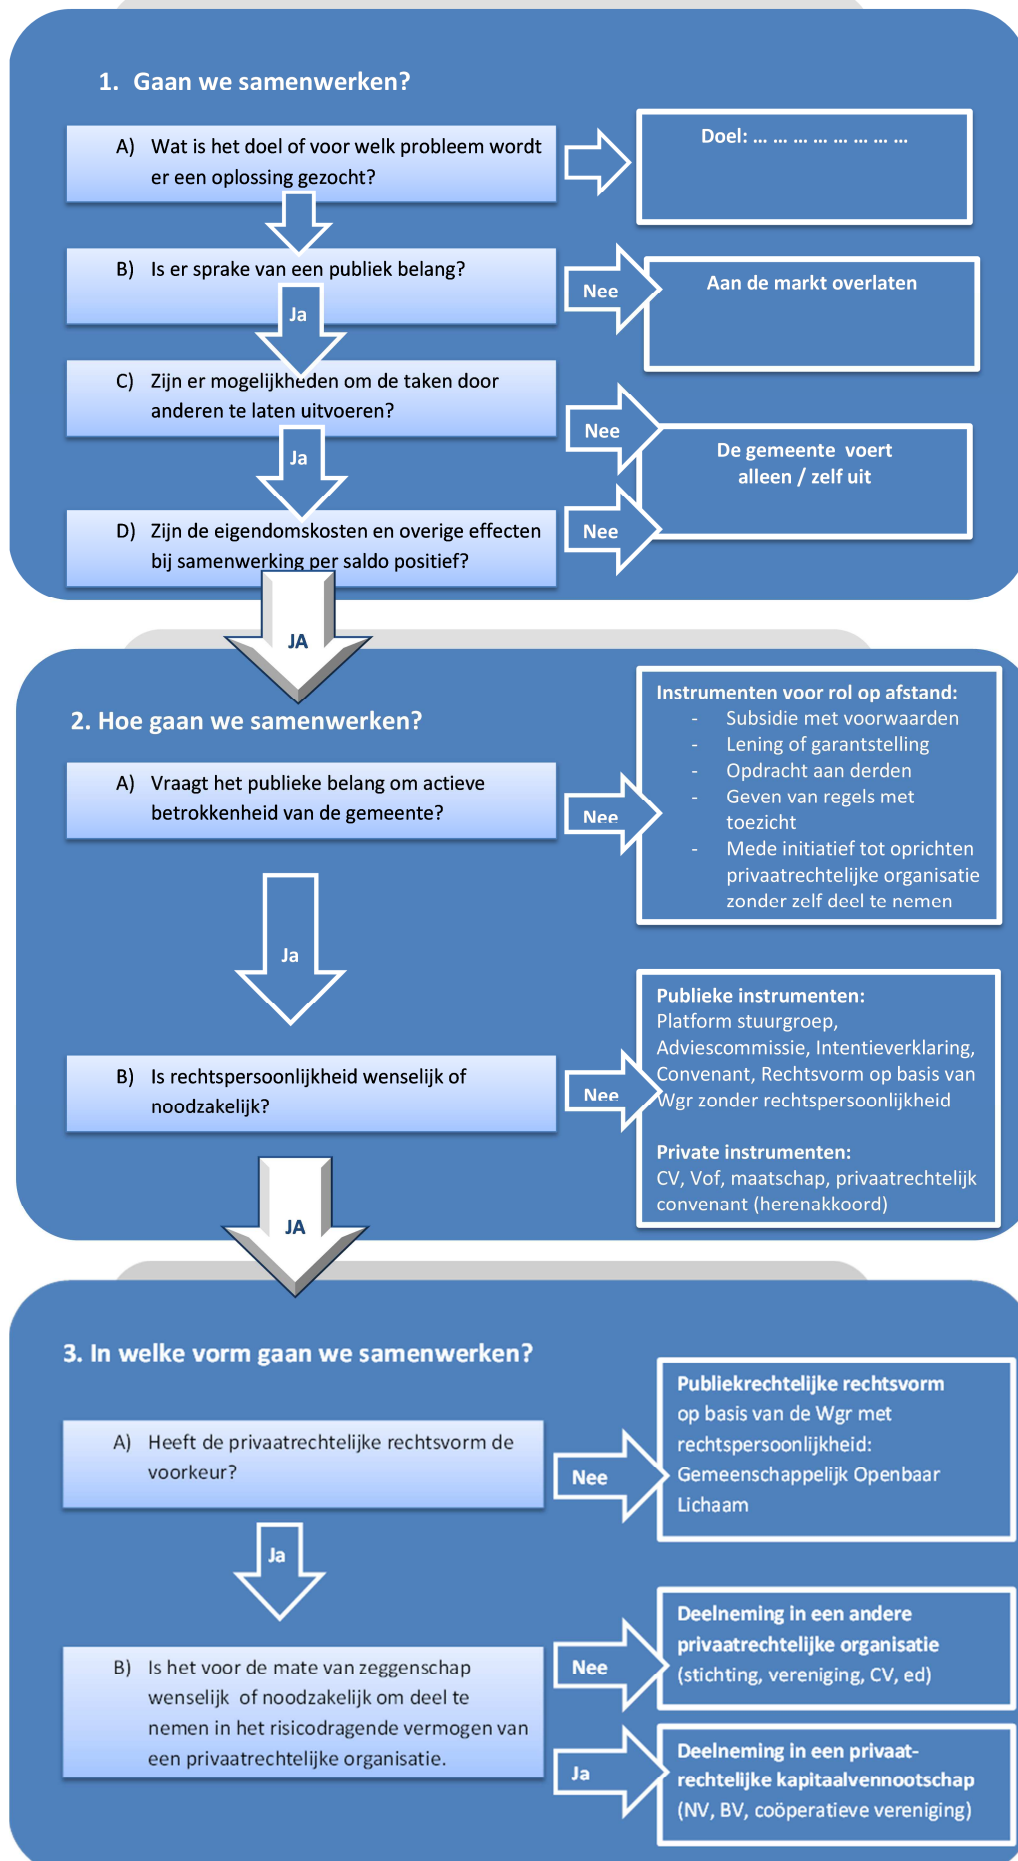 1. Gaan we samenwerken?
A) Wat is het doel of voor welk probleem wordt
er een oplossing gezocht?
Doel: ... ... ... ... ... ... ... ...
B) Is er sprake van een publiek belang?
Nee
Aan de markt overlaten
Ja
C) Zijn er mogelijkheden om de taken door
anderen te laten uitvoeren?
Nee
De gemeente voert
alleen / zelf uit
Ja
D) Zijn de eigendomskosten en overige effecten
bij samenwerking per saldo positief?
Nee
JA
2. Hoe gaan we samenwerken?
A) Vraagt het publieke belang om actieve
betrokkenheid van de gemeente?
Nee
Instrumenten voor rol op afstand:
- Subsidie met voorwaarden
- Lening of garantstelling
- Opdracht aan derden
- Geven van regels met
toezicht
- Mede initiatief tot oprichten
privaatrechtelijke organisatie
zonder zelf deel te nemen
Ja
B) Is rechtspersoonlijkheid wenselijk of
noodzakelijk?
Nee
Publieke instrumenten:
Platform stuurgroep,
Adviescommissie, Intentieverklaring,
Convenant, Rechtsvorm op basis van
Wgr zonder rechtspersoonlijkheid
Private instrumenten:
CV, Vof, maatschap, privaatrechtelijk
convenant (herenakkoord)
JA
3. In welke vorm gaan we samenwerken?
A) Heeft de privaatrechtelijke rechtsvorm de
voorkeur?
Nee
Publiekrechtelijke rechtsvorm
op basis van de Wgr met
rechtspersoonlijkheid:
Gemeenschappelijk Openbaar
Lichaam
Ja
B) Is het voor de mate van zeggenschap
wenselijk of noodzakelijk om deel te
nemen in het risicodragende vermogen van
een privaatrechtelijke organisatie.
Nee
Deelneming in een andere
privaatrechtelijke organisatie
(stichting, vereniging, CV, ed)
Ja
Deelneming in een privaat-
rechtelijke kapitaalvennootschap
(NV, BV, coöperatieve vereniging)